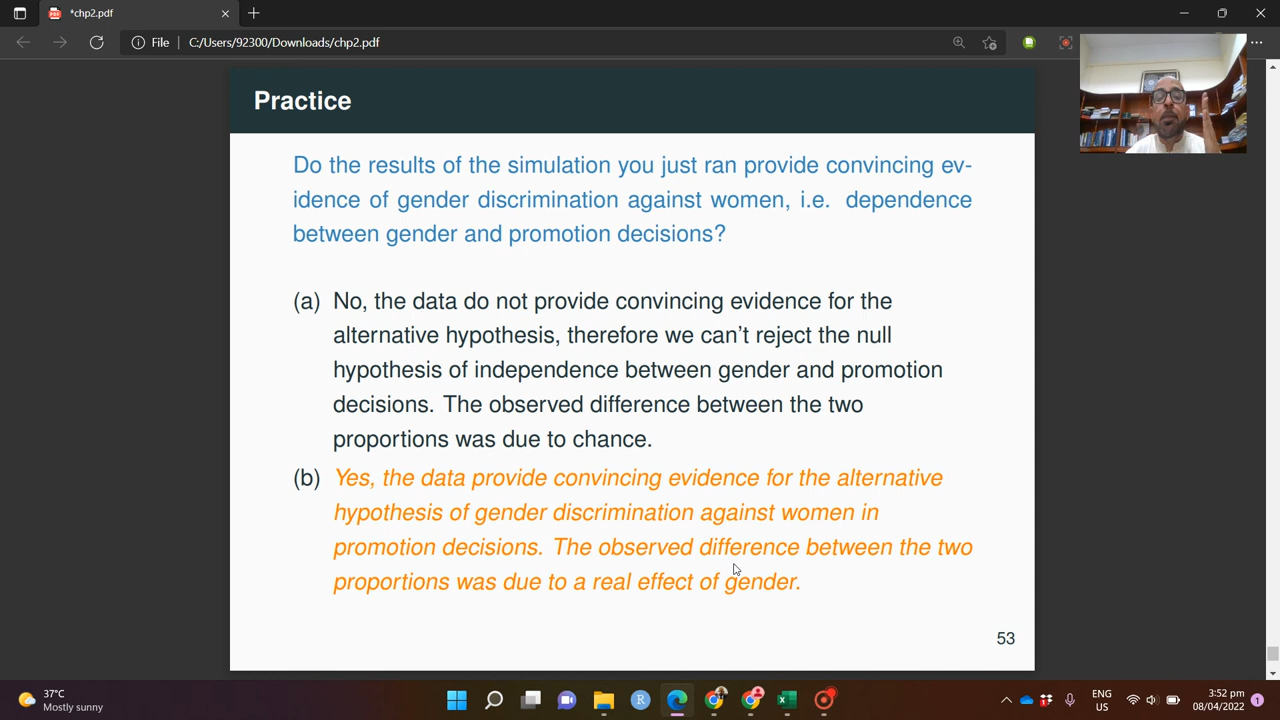 *chp2.pdf
File
C:/Users/92300/Downloads/chp2.pdf
Practice
Do the results of the simulation you just ran provide convincing ev-
idence of gender discrimination against women, i.e. dependence
between gender and promotion decisions?
(a) No, the data do not provide convincing evidence for the
alternative hypothesis, therefore we can't reject the null
hypothesis of independence between gender and promotion
decisions. The observed difference between the two
proportions was due to chance.
(b) Yes, the data provide convincing evidence for the alternative
hypothesis of gender discrimination against women in
promotion decisions. The observed difference between the two
proportions was due to a real effect of gender.
53
37°C
Mostly sunny
ENG
US
3:52 pm
08/04/2022
1